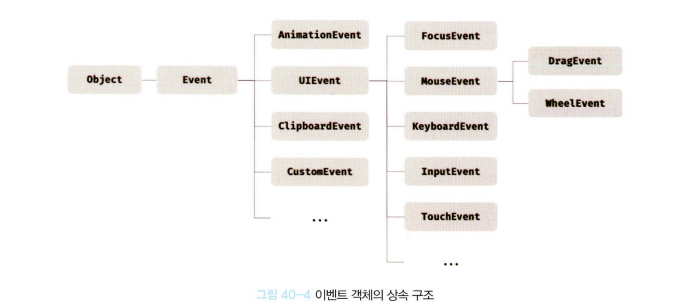 AnimationEvent
FocusEvent
DragEvent
Object
Event
UIEvent
MouseEvent
WheelEvent
ClipboardEvent
KeyboardEvent
CustomEvent
InputEvent
TouchEvent
...
...
그림 40-4 이벤트 객체의 상속 구조